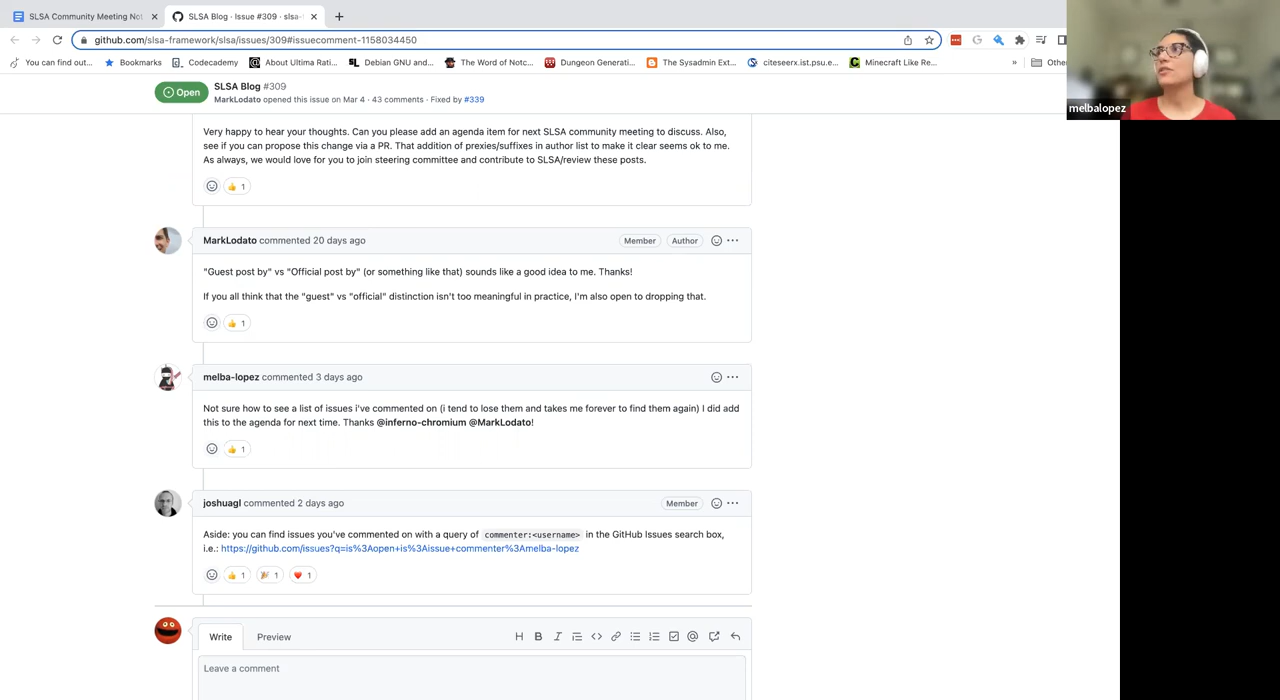 SLSA Community Meeting Not
SLSA Blog · Issue #309 · slsa-
github.com/slsa-framework/slsa/issues/309#issuecomment-1158034450
You can find out... Bookmarks Codecademy About Ultima Rati... Debian GNU and... The Word of Notc... Dungeon Generati... The Sysadmin Ext... citeseerx.ist.psu.e... Minecraft Like Re... » Othe
melbalopez
Open
SLSA Blog #309
MarkLodato opened this issue on Mar 4 · 43 comments · Fixed by #339
Very happy to hear your thoughts. Can you please add an agenda item for next SLSA community meeting to discuss. Also,
see if you can propose this change via a PR. That addition of prexies/suffixes in author list to make it clear seems ok to me.
As always, we would love for you to join steering committee and contribute to SLSA/review these posts.
1
MarkLodato commented 20 days ago Member Author
"Guest post by" vs "Official post by" (or something like that) sounds like a good idea to me. Thanks!
If you all think that the "guest" vs "official" distinction isn't too meaningful in practice, I'm also open to dropping that.
1
melba-lopez commented 3 days ago
Not sure how to see a list of issues i've commented on (i tend to lose them and takes me forever to find them again) I did add
this to the agenda for next time. Thanks @inferno-chromium @MarkLodato!
1
joshuagl commented 2 days ago Member
Aside: you can find issues you've commented on with a query of commenter:<username> in the GitHub Issues search box,
i.e.: https://github.com/issues?q=is%3Aopen+is%3Aissue+commenter%3Amelba-lopez
1 1 1
Write Preview
Leave a comment